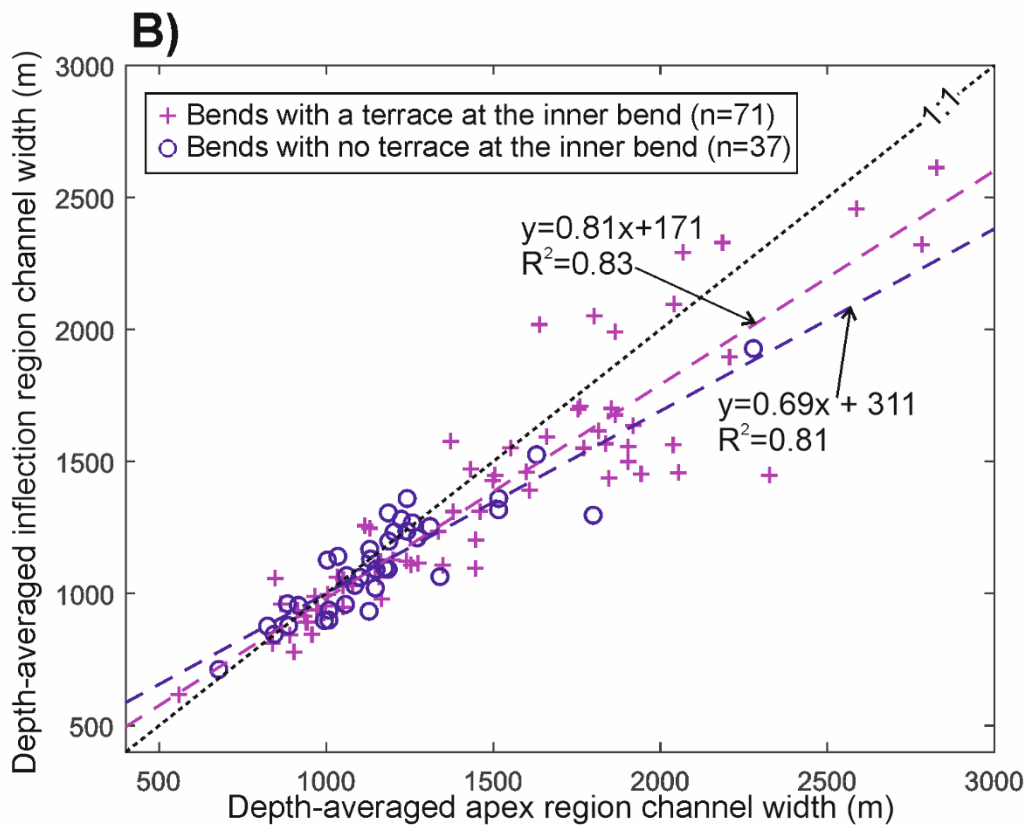 B)
Depth-averaged inflection region channel width (m)
3000
2500
2000
1500
1000
500
+ Bends with a terrace at the inner bend (n=71)
○ Bends with no terrace at the inner bend (n=37)
1:1
y=0.81x+171
R²=0.83
y=0.69x + 311
R²=0.81
500 1000 1500 2000 2500 3000
Depth-averaged apex region channel width (m)